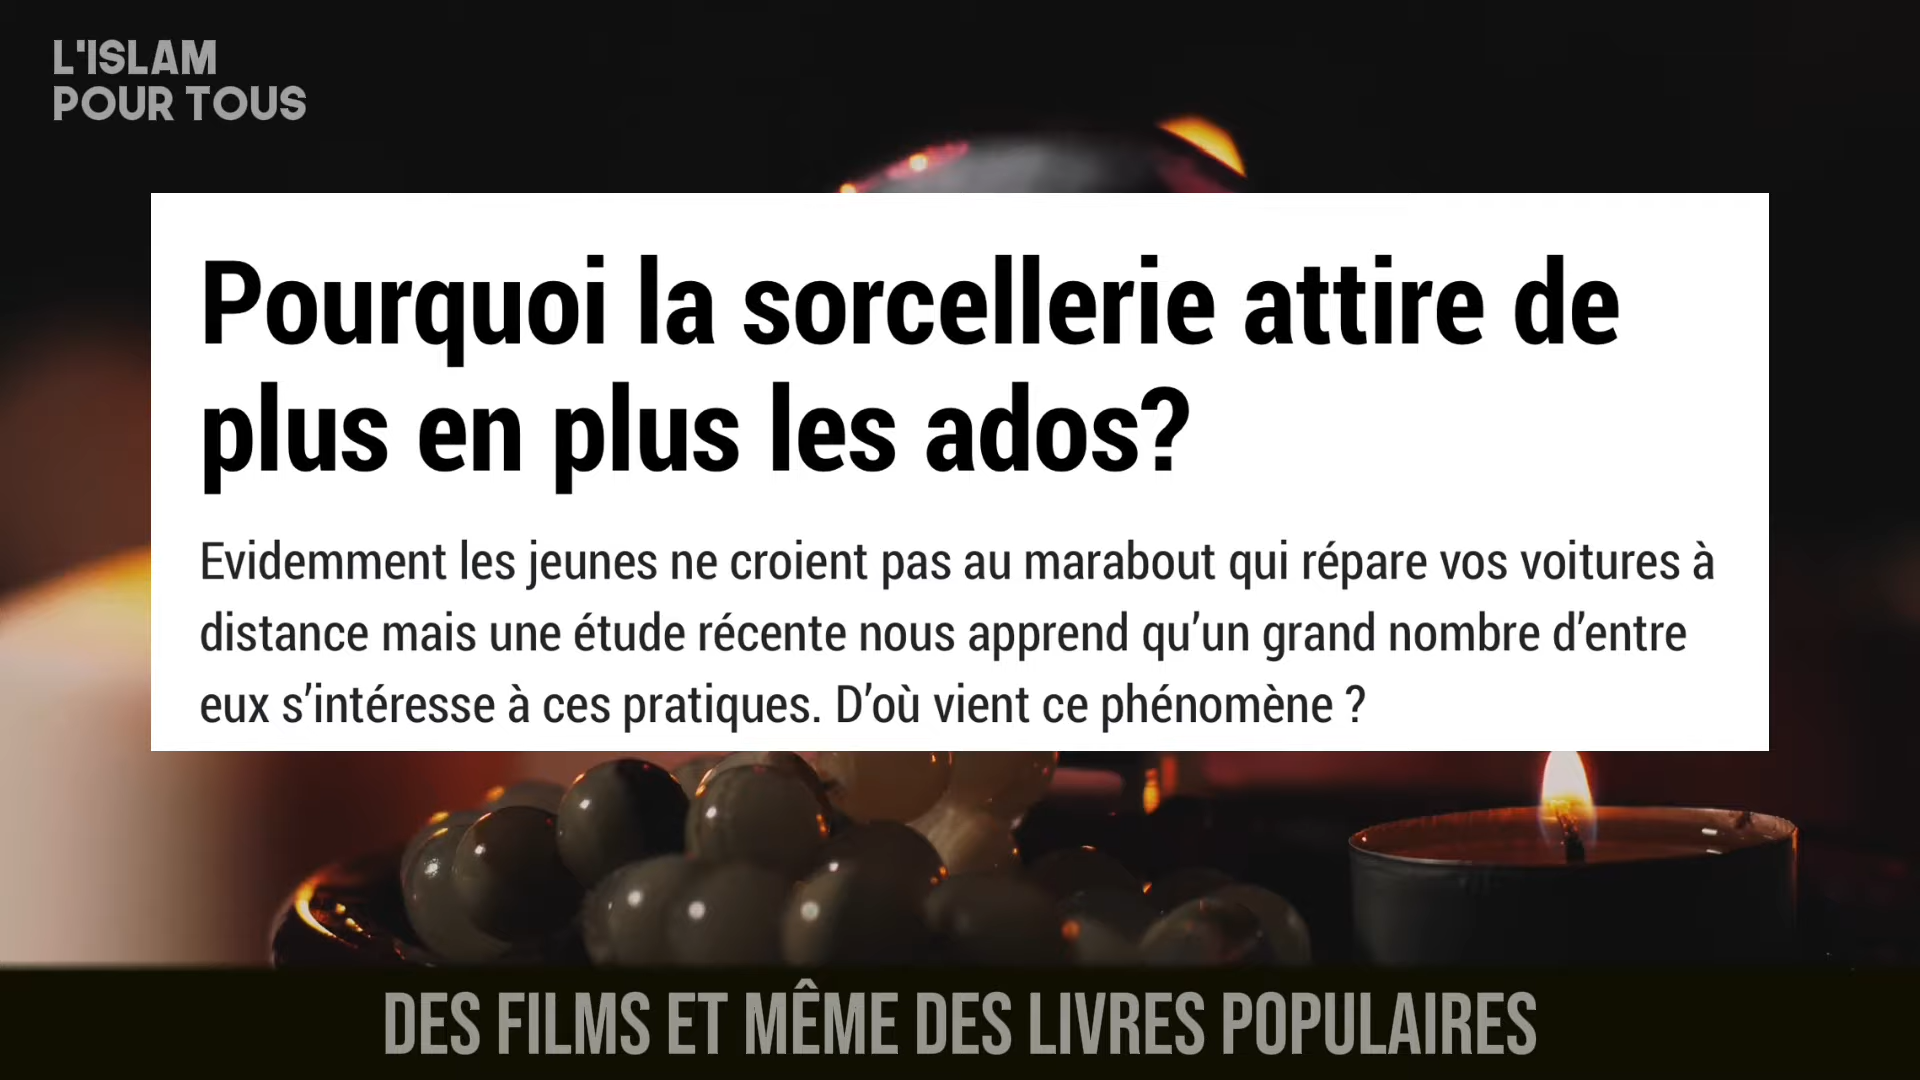 L'ISLAM
POUR TOUS
Pourquoi la sorcellerie attire de
plus en plus les ados?
Evidemment les jeunes ne croient pas au marabout qui répare vos voitures à
distance mais une étude récente nous apprend qu’un grand nombre d’entre
eux s’intéresse à ces pratiques. D’où vient ce phénomène ?
DES FILMS ET MÊME DES LIVRES POPULAIRES